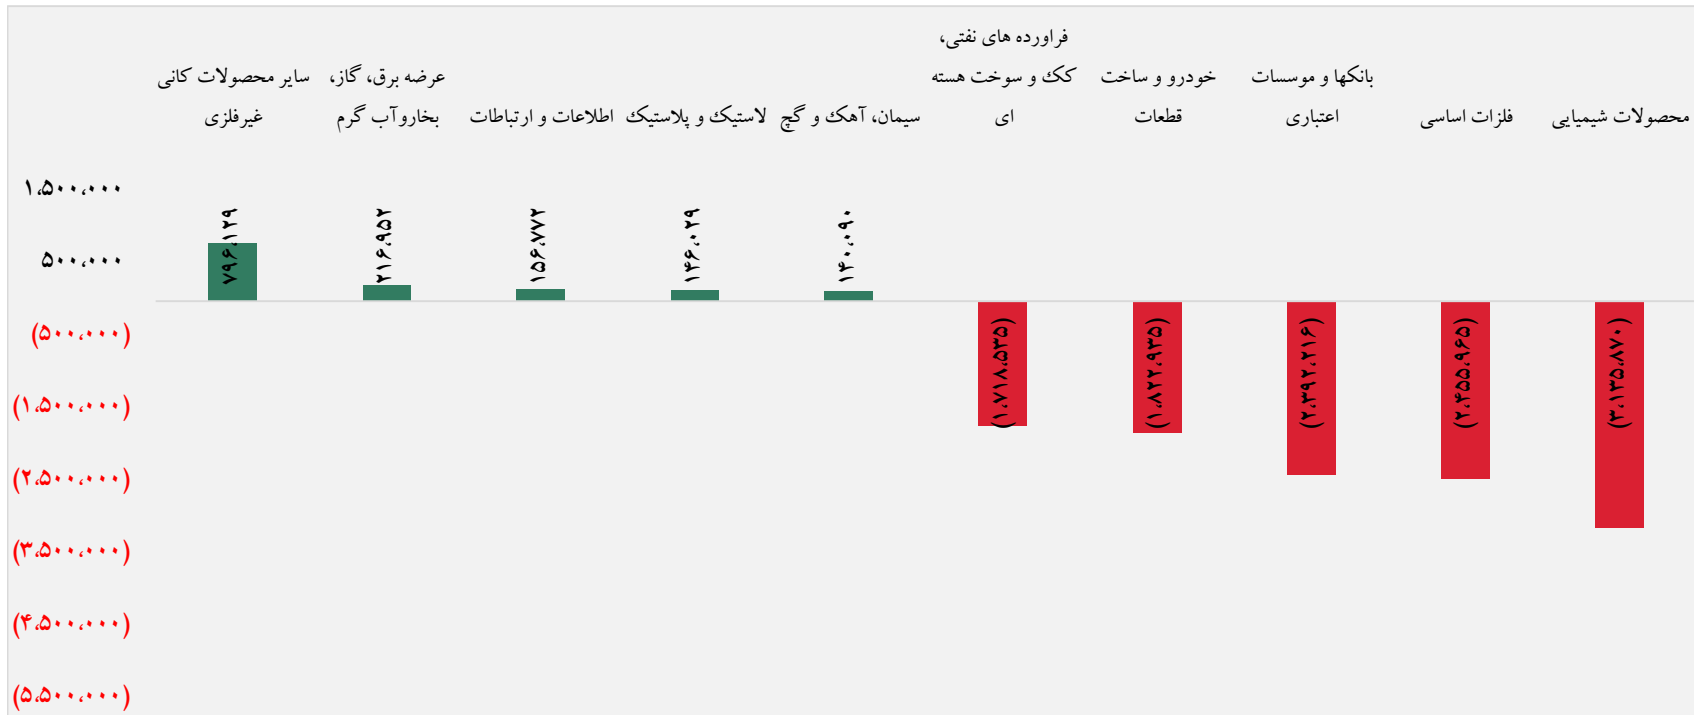 سایر محصولات کانی
غیرفلزی
عرضه برق، گاز،
بخاروآب گرم
اطلاعات و ارتباطات
لاستیک و پلاستیک
سیمان، آهک و گچ
فراورده های نفتی،
کک و سوخت هسته
ای
خودرو و ساخت
قطعات
بانکها و موسسات
اعتباری
فلزات اساسی
محصولات شیمیایی
۱،۵۰۰،۰۰۰
۵۰۰،۰۰۰
(۵۰۰،۰۰۰)
(۱،۵۰۰،۰۰۰)
(۲،۵۰۰،۰۰۰)
(۳،۵۰۰،۰۰۰)
(۴،۵۰۰،۰۰۰)
(۵،۵۰۰،۰۰۰)
۷۹۶،۱۲۹
۲۱۶،۹۵۲
۱۵۶،۷۷۲
۱۴۶،۰۲۹
۱۴۰،۰۹۰
(۱،۷۱۸،۵۳۵)
(۱،۸۲۲،۹۳۵)
(۲،۳۹۲،۲۱۶)
(۲،۴۵۵،۹۶۵)
(۳،۱۳۵،۸۷۰)